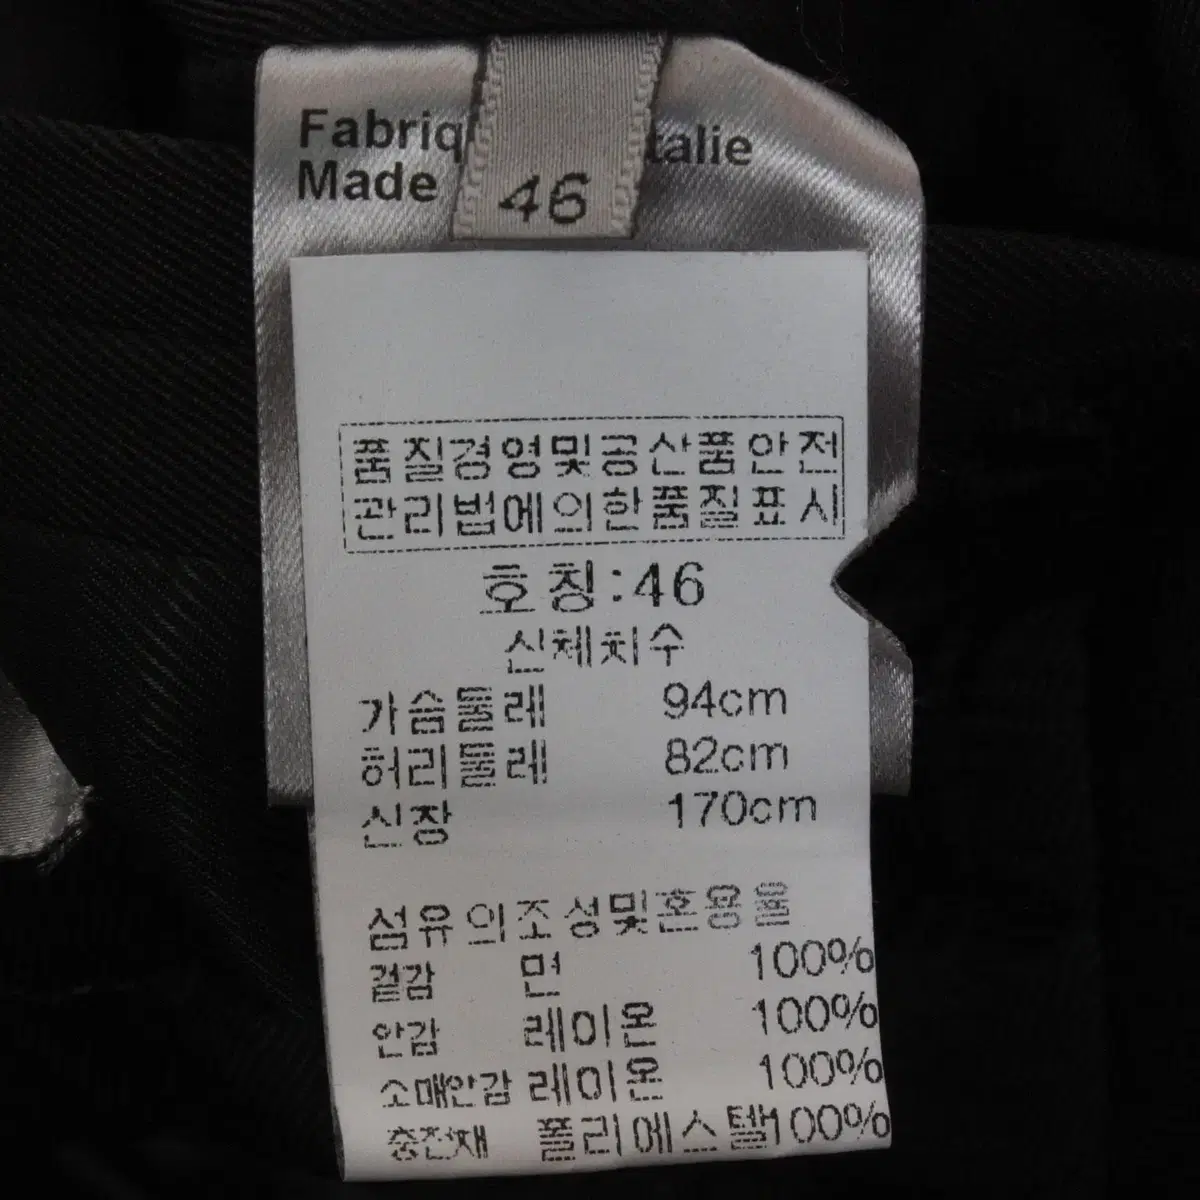 Fabriq talie
Made
46
품질경영및공산품안전
관리법에의한품질표시
호칭:46
신체치수
가슴둘레 94cm
허리둘레 82cm
신장 170cm
섬유의조성및혼용율
겉감 면 100%
안감 레이온 100%
소매안감 레이온 100%
충전재 폴리에스텔100%